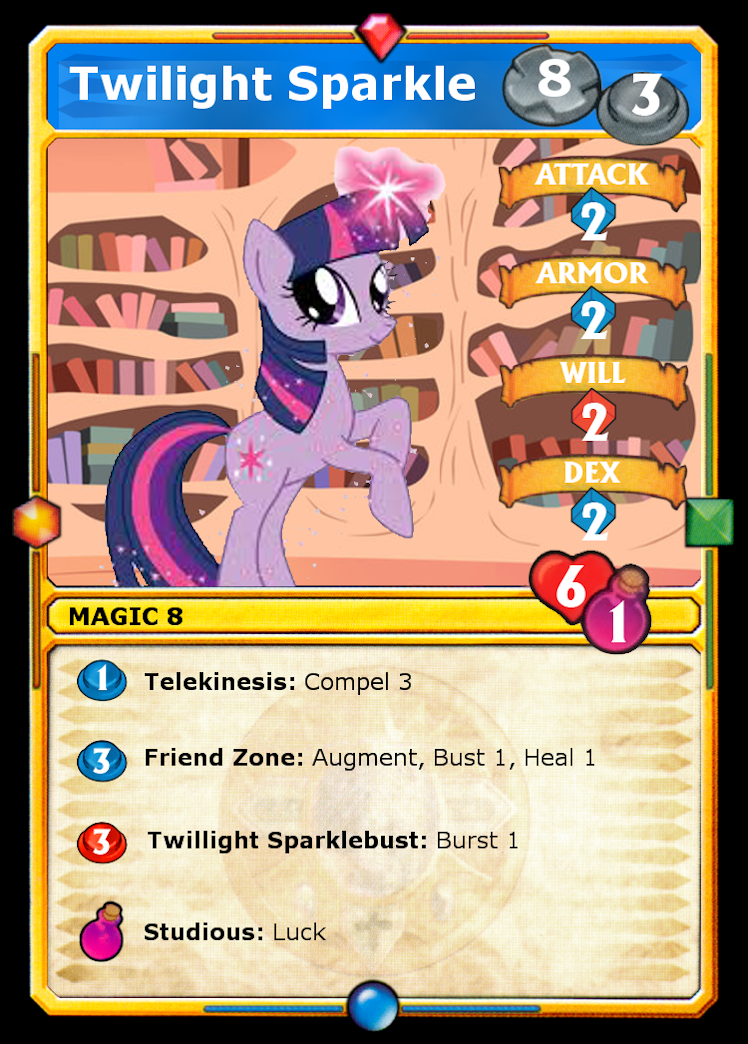 Twilight Sparkle 8 3
ATTACK
2
ARMOR
2
WILL
2
DEX
2
6
1
MAGIC 8
1 Telekinesis: Compel 3
3 Friend Zone: Augment, Bust 1, Heal 1
3 Twillight Sparklebust: Burst 1
Studious: Luck